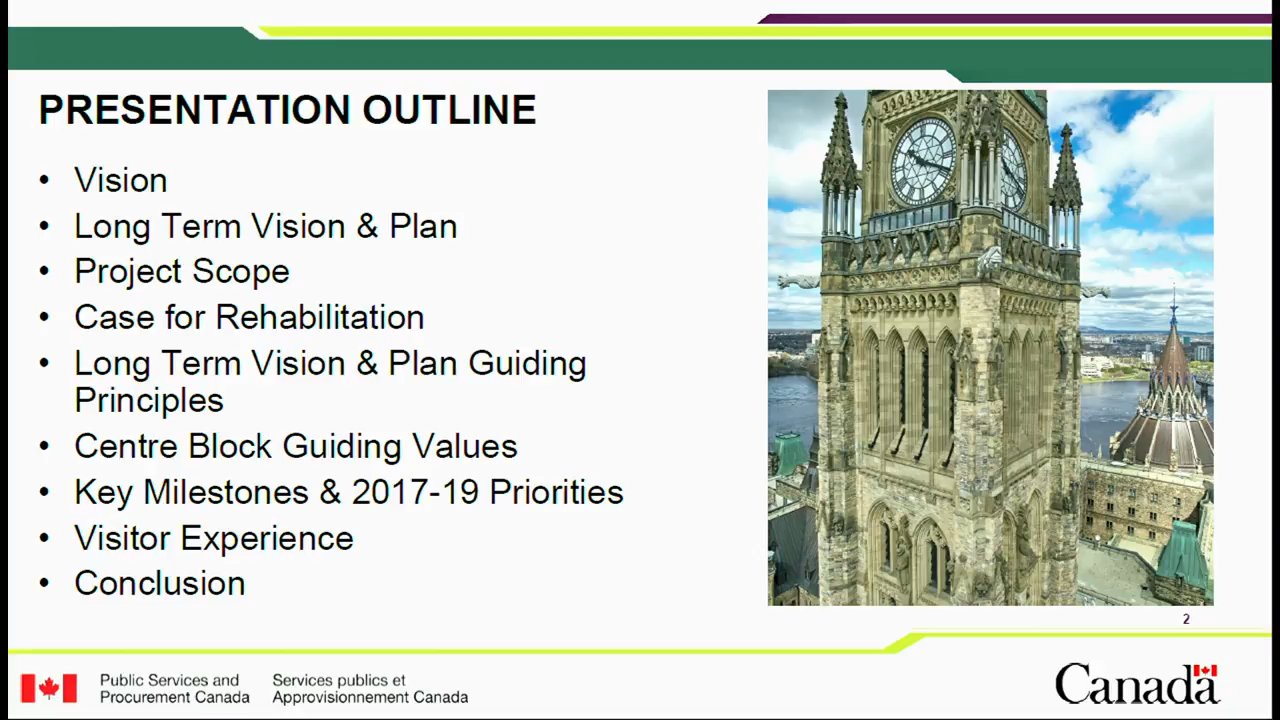 PRESENTATION OUTLINE
• Vision
• Long Term Vision & Plan
• Project Scope
• Case for Rehabilitation
• Long Term Vision & Plan Guiding
Principles
• Centre Block Guiding Values
• Key Milestones & 2017-19 Priorities
• Visitor Experience
• Conclusion
2
Public Services and
Procurement Canada
Services publics et
Approvisionnement Canada
Canada